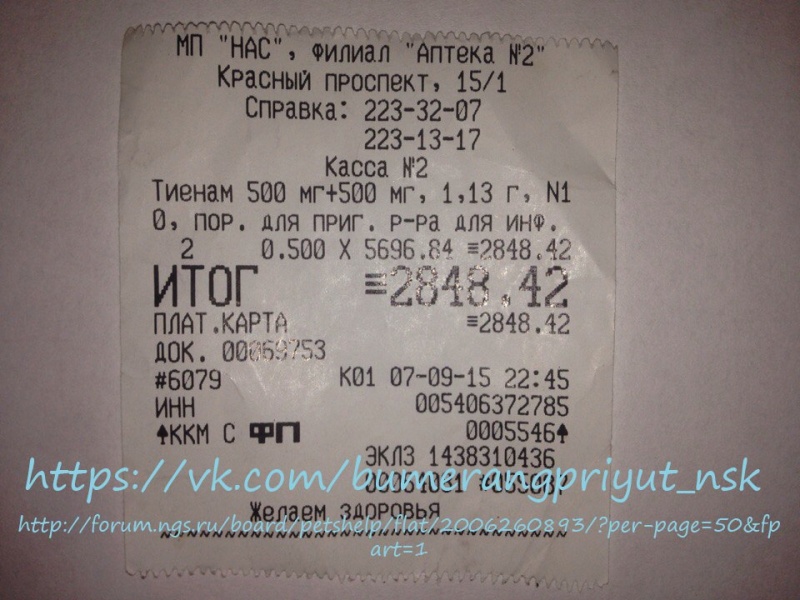 МП "НАС", ФИЛИАЛ "Аптека №2"
Красный проспект, 15/1
Справка: 223-32-07
223-13-17
Касса №2
Тиенам 500 мг+500 мг, 1,13 г, N1
0, пор. для приг. р-ра для инф.
2 0.500 X 5696.84 ≡2848.42
ИТОГ ≡2848.42
ПЛАТ.КАРТА ≡2848.42
ДОК. 00069753
#6079 К01 07-09-15 22:45
ИНН 005406372785
ККМ С ФП 0005546
ЭКЛЗ 1438310436
https://vk.com/bumerangpriyut_nsk
Желаем ЗДОРОВЬЯ
http://forum.ngs.ru/board/petshelp/flat/2006260893/?per-page=50&fp
art=1